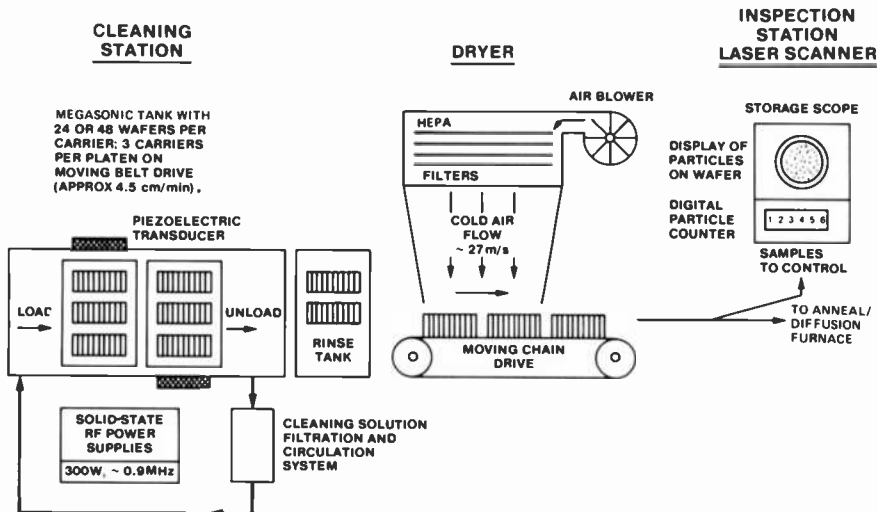 CLEANING
STATION
MEGASONIC TANK WITH
24 OR 48 WAFERS PER
CARRIER; 3 CARRIERS
PER PLATEN ON
MOVING BELT DRIVE
(APPROX 4.5 cm/min).
PIEZOELECTRIC
TRANSDUCER
LOAD
UNLOAD
RINSE
TANK
SOLID-STATE
RF POWER
SUPPLIES
300W, ~ 0.9MHz
CLEANING SOLUTION
FILTRATION AND
CIRCULATION
SYSTEM
DRYER
AIR BLOWER
HEPA
FILTERS
COLD AIR
FLOW
~ 27m/s
MOVING CHAIN
DRIVE
INSPECTION
STATION
LASER SCANNER
STORAGE SCOPE
DISPLAY OF
PARTICLES
ON WAFER
DIGITAL
PARTICLE
COUNTER
1 2 3 4 5 6
SAMPLES
TO CONTROL
TO ANNEAL/
DIFFUSION
FURNACE